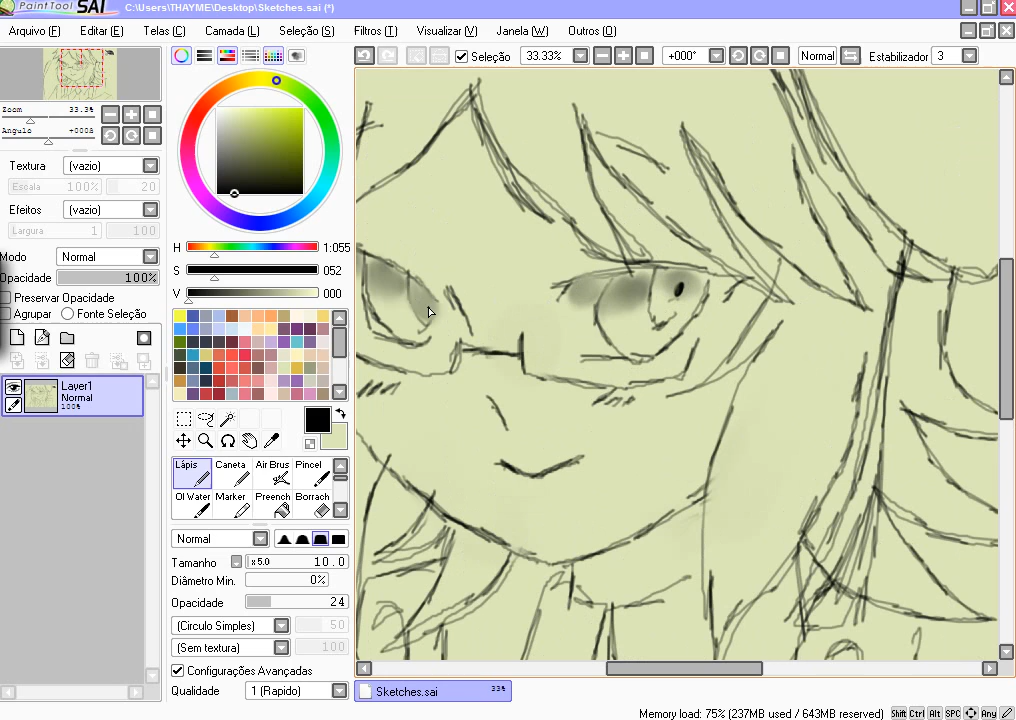 PaintTool SAI C:\Users\THAYME\Desktop\Sketches.sai (*)
Arquivo (F) Editar (E) Telas (C) Camada (L) Seleção (S) Filtros (T) Visualizar (V) Janela (W) Outros (O)
Seleção 33.33% +000° Normal Estabilizador 3
Zoom 33.3%
Angulo +000Å
Textura (vazio)
Escala 100% 20
Efeitos (vazio)
Largura 1 100
Modo Normal
Opacidade 100%
Preservar Opacidade
Agrupar Fonte Seleção
Layer1
Normal
100%
H 1:055
S 052
V 000
Lápis Caneta Air Brus Pincel
Ol Water Marker Preench Borrach
Normal
Tamanho x5.0 10.0
Diâmetro Min. 0%
Opacidade 24
(Circulo Simples) 50
(Sem textura) 100
Configurações Avançadas
Qualidade 1 (Rapido)
Sketches.sai 33%
Memory load: 75% (237MB used / 643MB reserved) Shift Ctrl Alt SPC Any